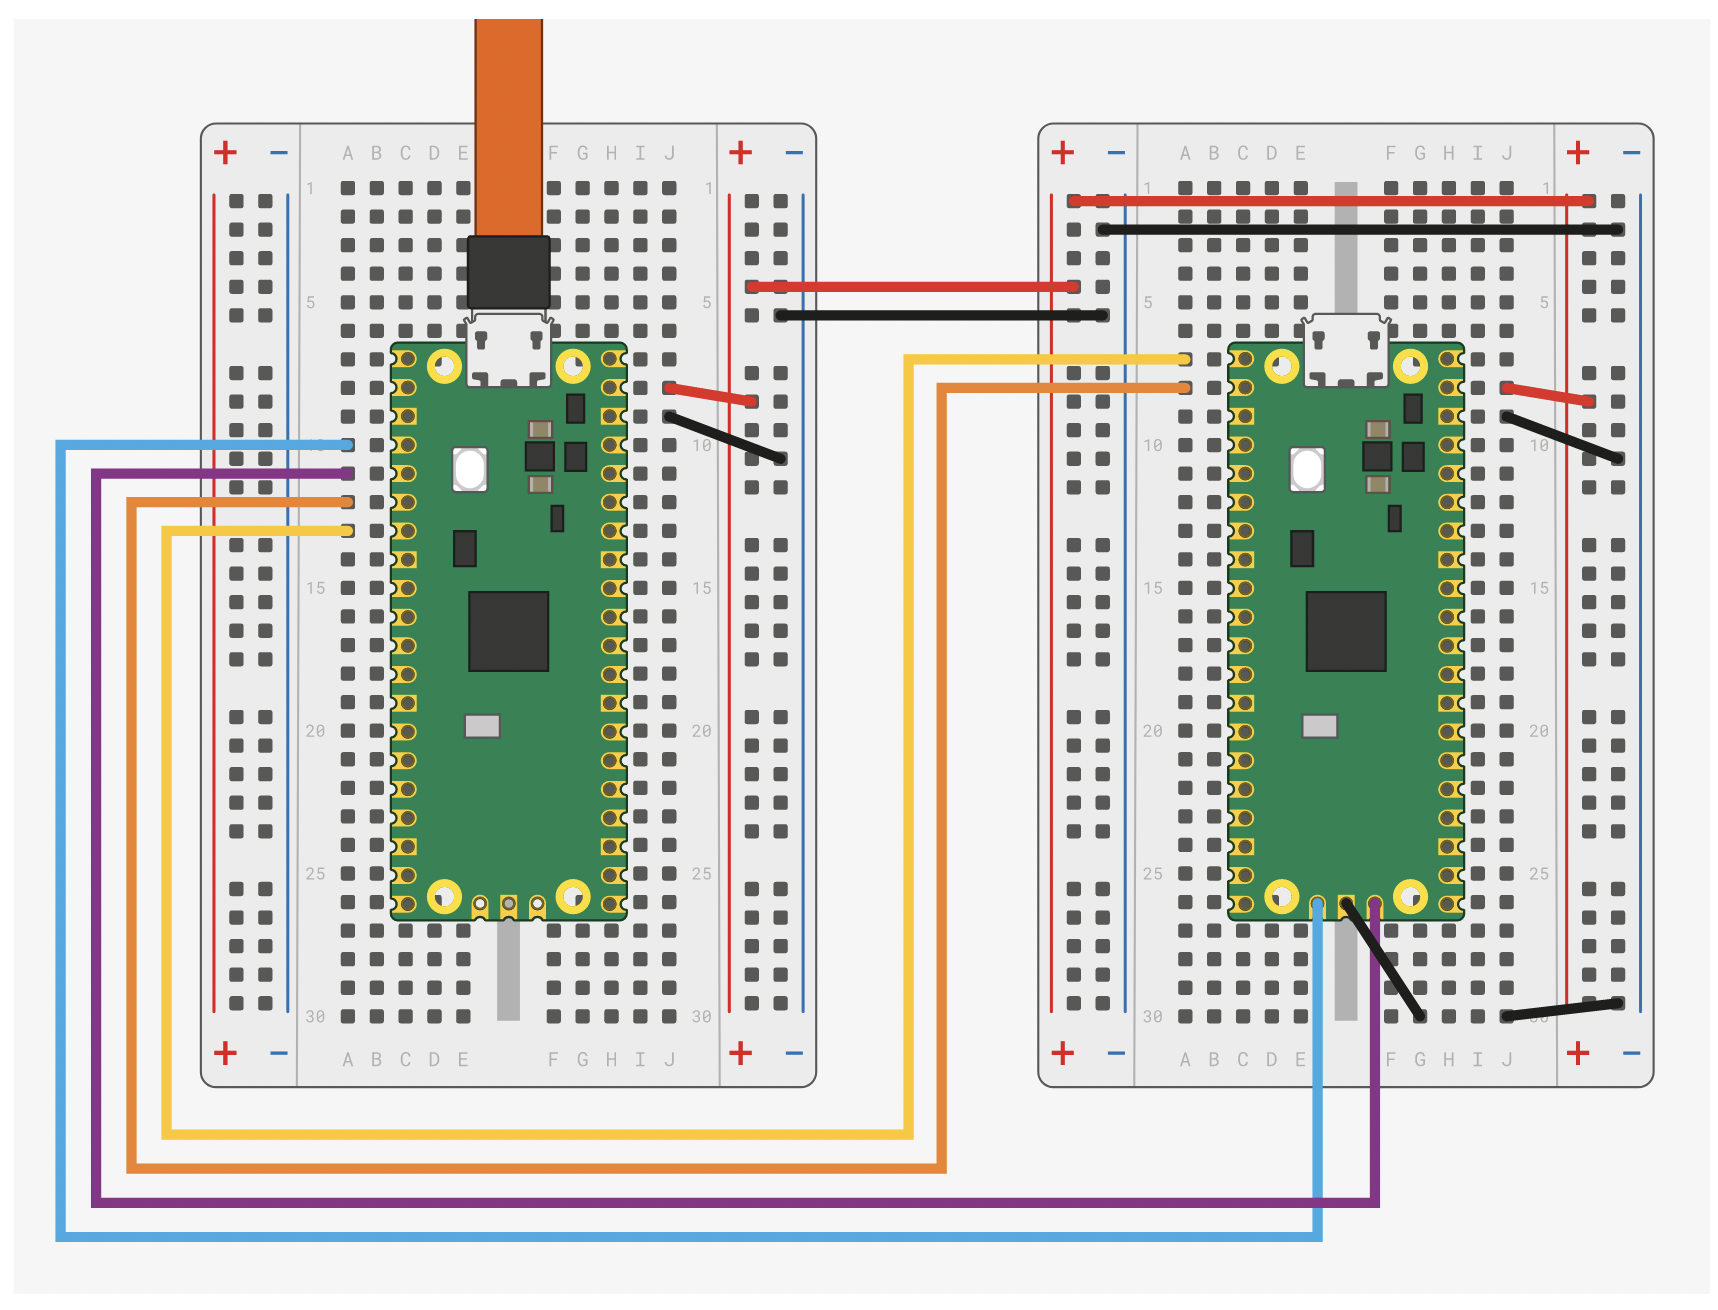 + − A B C D E F G H I J + − + − A B C D E F G H I J + −
1 1 1 1
5 5 5 5
10 10 10
15 15 15 15
20 20 20 20
25 25 25 25
30 30 30
+ − A B C D E F G H I J + − + − A B C D E F G H I J + −